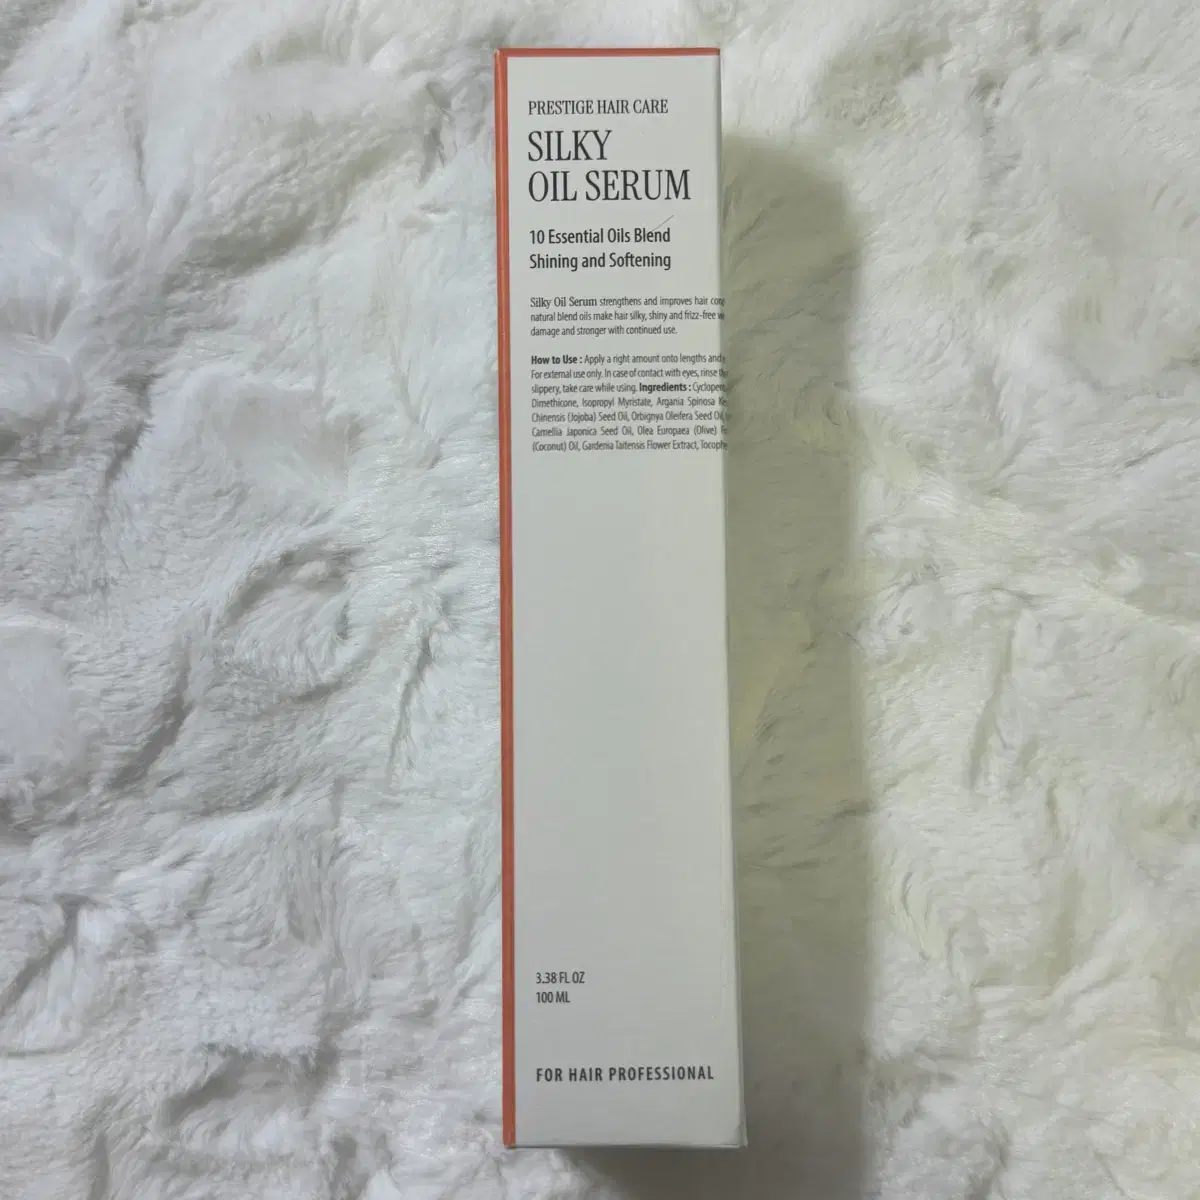 PRESTIGE HAIR CARE
SILKY
OIL SERUM
10 Essential Oils Blend
Shining and Softening
Silky Oil Serum strengthens and improves hair
natural blend oils make hair silky, shiny and frizz-free
damage and stronger with continued use.
How to Use : Apply a right amount onto lengths and
For external use only. In case of contact with eyes, rinse
slippery, take care while using. Ingredients :
Dimethicone, Isopropyl Myristate, Argania Spinosa
Chinensis (Jojoba) Seed Oil, Orbignya Oleifera Seed Oil,
Camellia Japonica Seed Oil, Olea Europaea (Olive)
(Coconut) Oil, Gardenia Taitensis Flower Extract,
3.38 FL OZ
100 ML
FOR HAIR PROFESSIONAL